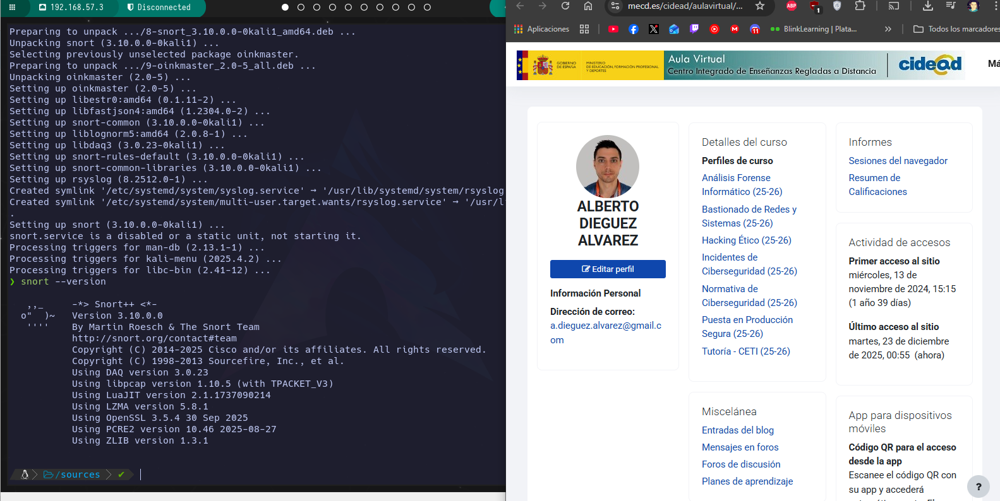 192.168.57.3
Disconnected
Preparing to unpack .../8-snort_3.10.0.0-0kali1_amd64.deb ...
Unpacking snort (3.10.0.0-0kali1) ...
Selecting previously unselected package oinkmaster.
Preparing to unpack .../9-oinkmaster_2.0-5_all.deb ...
Unpacking oinkmaster (2.0-5) ...
Setting up oinkmaster (2.0-5) ...
Setting up libestr0:amd64 (0.1.11-2) ...
Setting up libfastjson4:amd64 (1.2304.0-2) ...
Setting up snort-common (3.10.0.0-0kali1) ...
Setting up liblognorm5:amd64 (2.0.8-1) ...
Setting up libdaq3 (3.0.23-0kali1) ...
Setting up snort-rules-default (3.10.0.0-0kali1) ...
Setting up snort-common-libraries (3.10.0.0-0kali1) ...
Setting up rsyslog (8.2512.0-1) ...
Created symlink '/etc/systemd/system/syslog.service' → '/usr/lib/systemd/system/rsyslog
Created symlink '/etc/systemd/system/multi-user.target.wants/rsyslog.service' → '/usr/l
.
Setting up snort (3.10.0.0-0kali1) ...
snort.service is a disabled or a static unit, not starting it.
Processing triggers for man-db (2.13.1-1) ...
Processing triggers for kali-menu (2025.4.2) ...
Processing triggers for libc-bin (2.41-12) ...
❯ snort --version
,,_ -*> Snort++ <*-
o" )~ Version 3.10.0.0
'''' By Martin Roesch & The Snort Team
http://snort.org/contact#team
Copyright (C) 2014-2025 Cisco and/or its affiliates. All rights reserved.
Copyright (C) 1998-2013 Sourcefire, Inc., et al.
Using DAQ version 3.0.23
Using libpcap version 1.10.5 (with TPACKET_V3)
Using LuaJIT version 2.1.1737090214
Using LZMA version 5.8.1
Using OpenSSL 3.5.4 30 Sep 2025
Using PCRE2 version 10.46 2025-08-27
Using ZLIB version 1.3.1
/sources ✔
mecd.es/cidead/aulavirtual/...
ABP
1
Aplicaciones
11
BlinkLearning | Plata...
»
Todos los marcadores
GOBIERNO DE ESPAÑA
MINISTERIO DE EDUCACIÓN, FORMACIÓN PROFESIONAL Y DEPORTES
Aula Virtual
Centro Integrado de Enseñanzas Regladas a Distancia
cidead
Má
ALBERTO
DIEGUEZ
ALVAREZ
Editar perfil
Información Personal
Dirección de correo:
a.dieguez.alvarez@gmail.c
om
Detalles del curso
Perfiles de curso
Análisis Forense
Informático (25-26)
Bastionado de Redes y
Sistemas (25-26)
Hacking Ético (25-26)
Incidentes de
Ciberseguridad (25-26)
Normativa de
Ciberseguridad (25-26)
Puesta en Producción
Segura (25-26)
Tutoría - CETI (25-26)
Miscelánea
Entradas del blog
Mensajes en foros
Foros de discusión
Planes de aprendizaje
Informes
Sesiones del navegador
Resumen de
Calificaciones
Actividad de accesos
Primer acceso al sitio
miércoles, 13 de
noviembre de 2024, 15:15
(1 año 39 días)
Último acceso al sitio
martes, 23 de diciembre
de 2025, 00:55 (ahora)
App para dispositivos
móviles
Código QR para el acceso
desde la app
Escanee el código QR con
su app y accederá
?